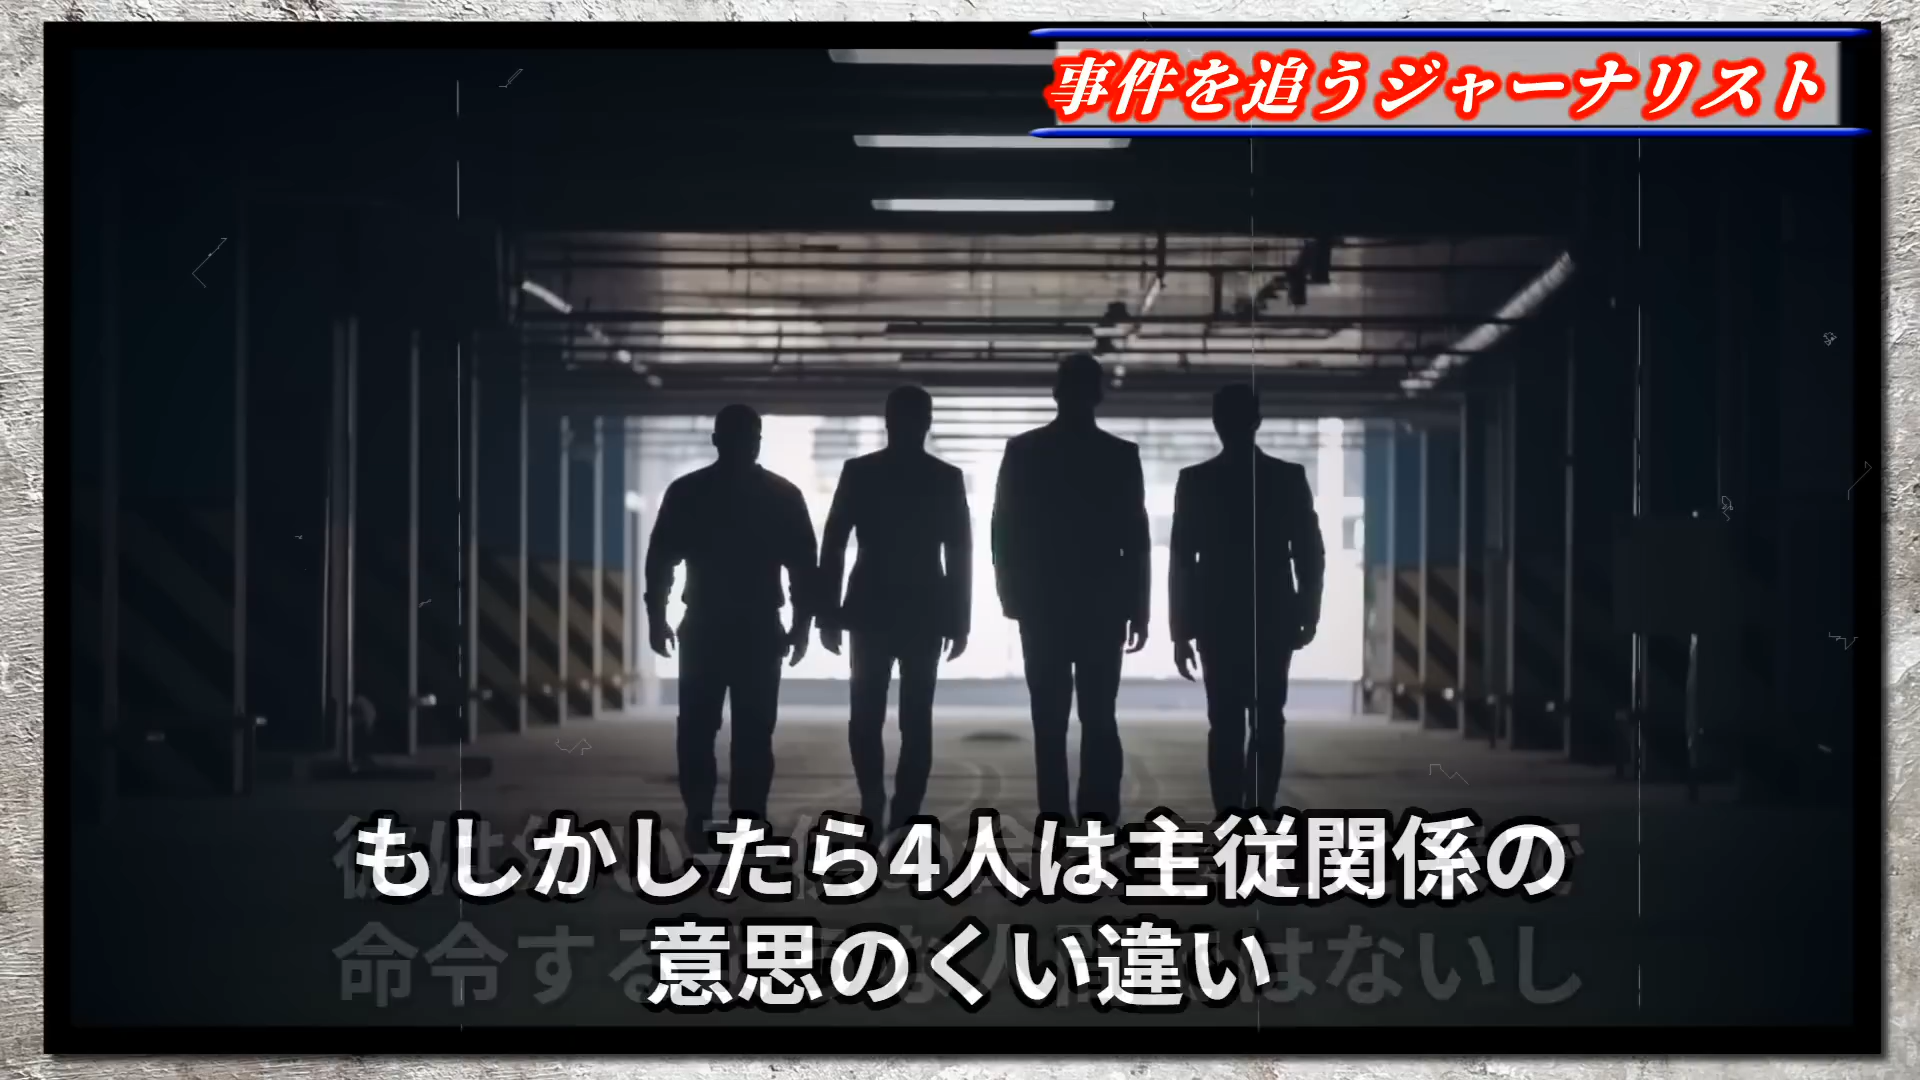 事件を追うジャーナリスト
もしかしたら4人は主従関係の
意思のくい違い